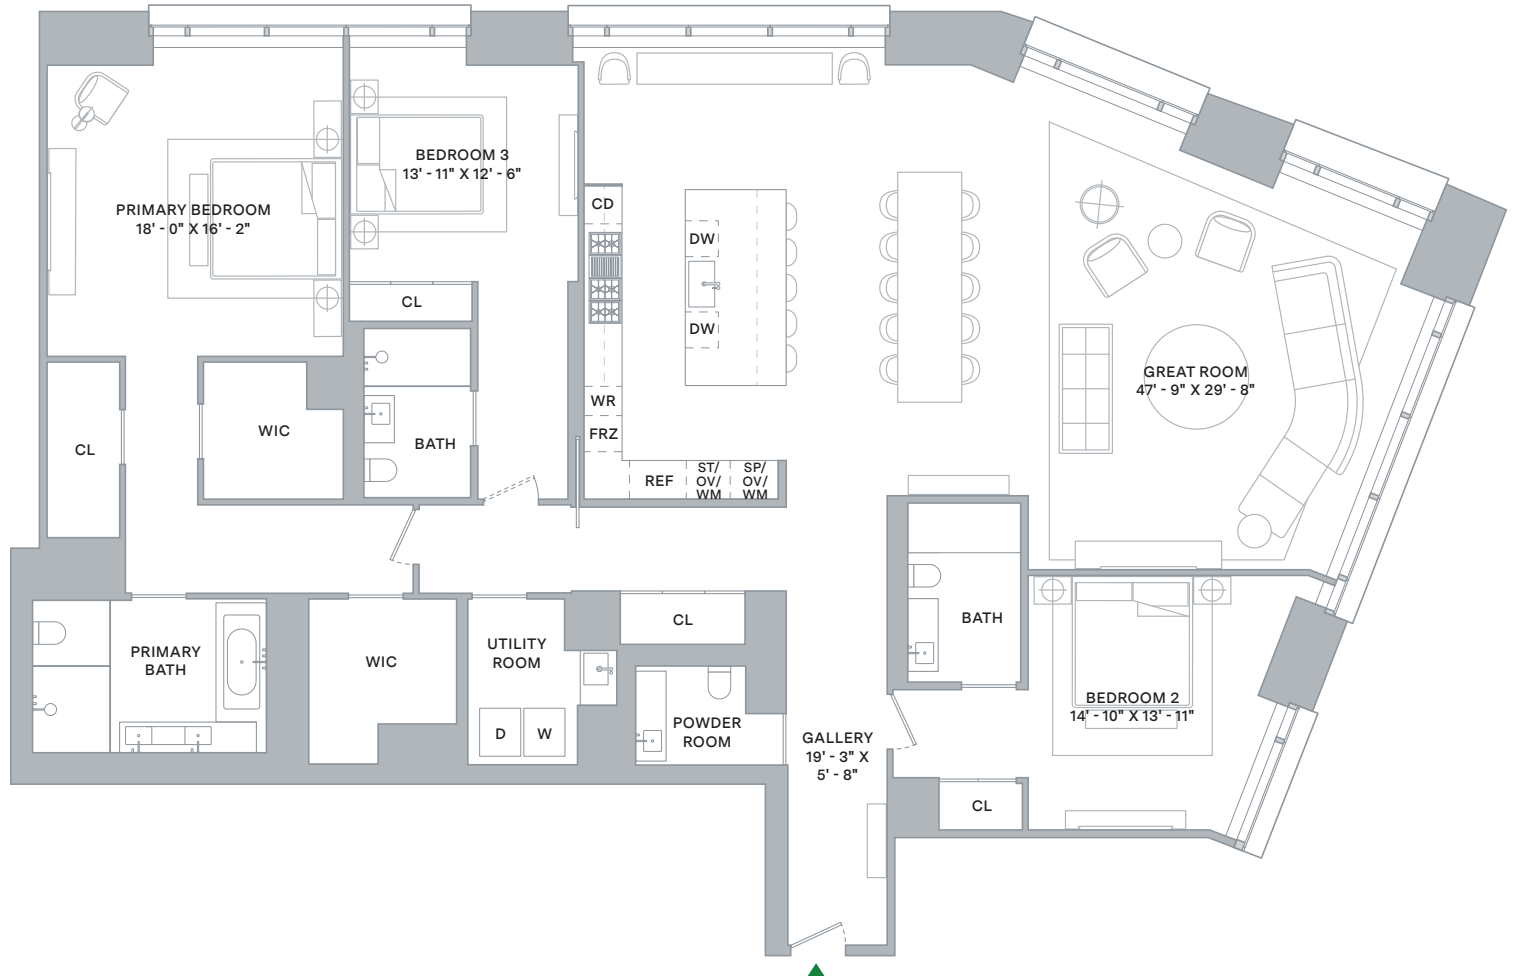 PRIMARY BEDROOM
18' - 0" X 16' - 2"
BEDROOM 3
13' - 11" X 12' - 6"
CL
CL
WIC
BATH
CD
DW
DW
WR
FRZ
REF
ST/
OV/
WM
SP/
OV/
WM
GREAT ROOM
47' - 9" X 29' - 8"
PRIMARY
BATH
WIC
UTILITY
ROOM
D
W
CL
POWDER
ROOM
GALLERY
19' - 3" X
5' - 8"
BATH
BEDROOM 2
14' - 10" X 13' - 11"
CL